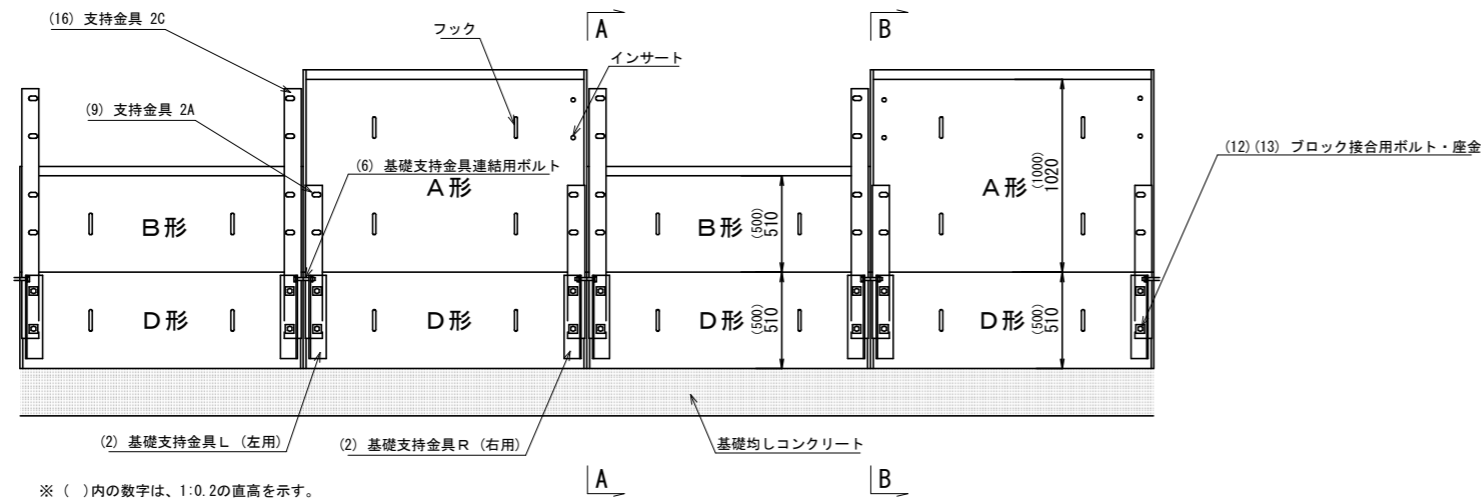 (16) 支持金具 2C
フック
A
B
インサート
(9) 支持金具 2A
(6) 基礎支持金具連結用ボルト
(12)(13) ブロック接合用ボルト・座金
B形
A形
B形
(500)
510
A形
(1000)
1020
D形
D形
D形
(500)
510
D形
(500)
510
(2) 基礎支持金具L (左用)
(2) 基礎支持金具R (右用)
基礎均しコンクリート
A
B
※ ( )内の数字は、1:0.2の直高を示す。